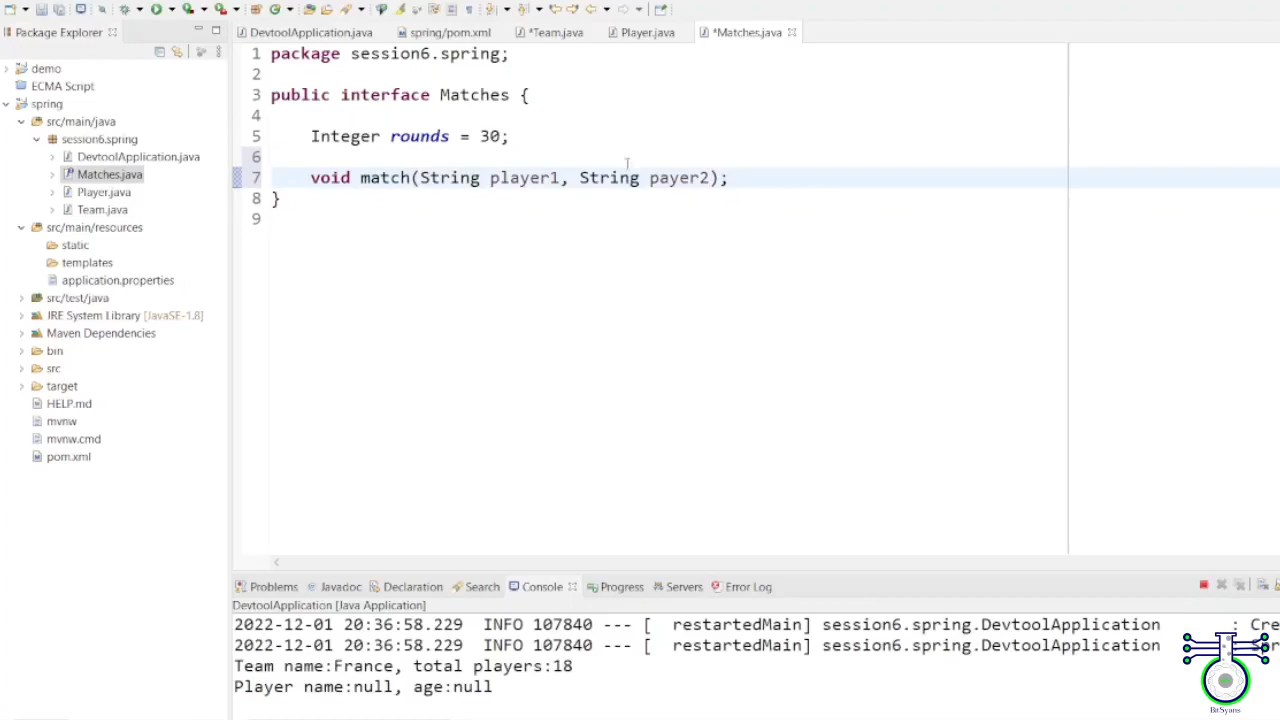 Package Explorer
DevtoolApplication.java
spring/pom.xml
*Team.java
Player.java
*Matches.java
demo
ECMA Script
spring
src/main/java
session6.spring
DevtoolApplication.java
Matches.java
Player.java
Team.java
src/main/resources
static
templates
application.properties
src/test/java
JRE System Library [JavaSE-1.8]
Maven Dependencies
bin
src
target
HELP.md
mvnw
mvnw.cmd
pom.xml
1 package session6.spring;
2
3 public interface Matches {
4
5 Integer rounds = 30;
6
7 void match(String player1, String payer2);
8 }
9
Problems Javadoc Declaration Search Console Progress Servers Error Log
DevtoolApplication [Java Application]
2022-12-01 20:36:58.229 INFO 107840 --- [ restartedMain] session6.spring.DevtoolApplication : Cre
2022-12-01 20:36:58.229 INFO 107840 --- [ restartedMain] session6.spring.DevtoolApplication
Team name:France, total players:18
Player name:null, age:null
BitSyans